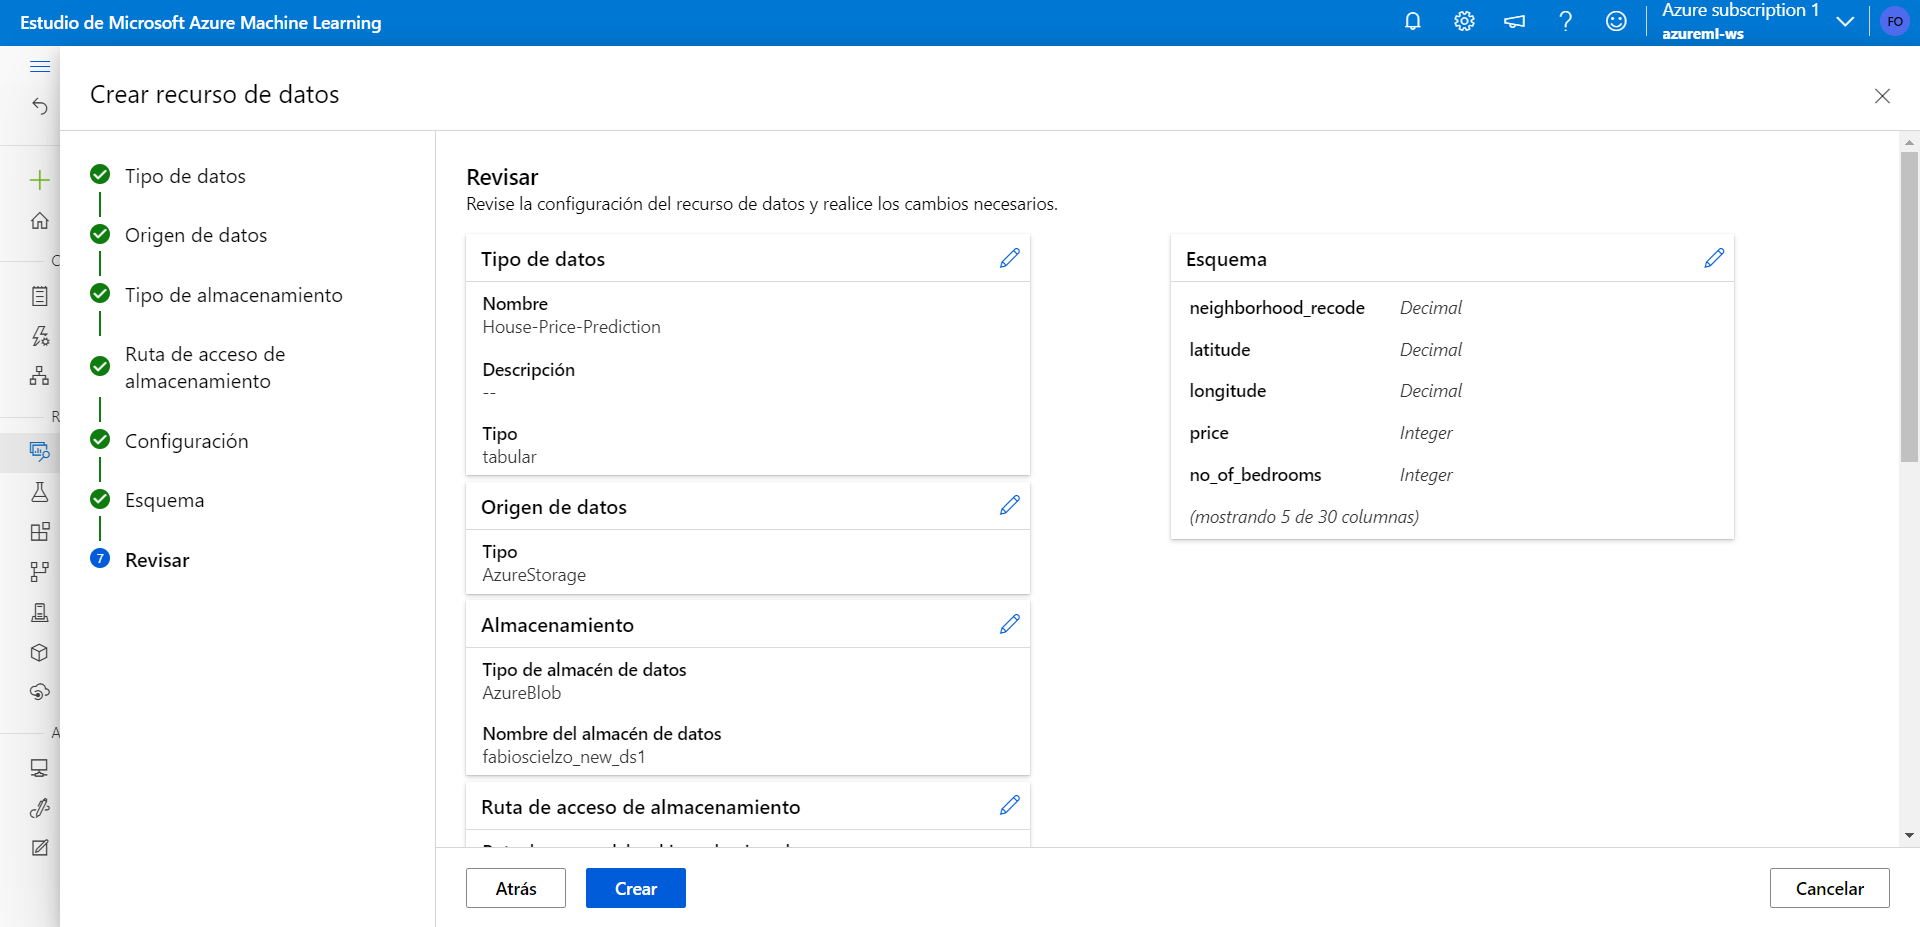 Estudio de Microsoft Azure Machine Learning
Azure subscription 1
azureml-ws
FO
Crear recurso de datos
Tipo de datos
Origen de datos
Tipo de almacenamiento
Ruta de acceso de
almacenamiento
Configuración
Esquema
7
Revisar
Revisar
Revise la configuración del recurso de datos y realice los cambios necesarios.
Tipo de datos
Nombre
House-Price-Prediction
Descripción
--
Tipo
tabular
Origen de datos
Tipo
AzureStorage
Almacenamiento
Tipo de almacén de datos
AzureBlob
Nombre del almacén de datos
fabioscielzo_new_ds1
Ruta de acceso de almacenamiento
Esquema
neighborhood_recode Decimal
latitude Decimal
longitude Decimal
price Integer
no_of_bedrooms Integer
(mostrando 5 de 30 columnas)
Atrás
Crear
Cancelar